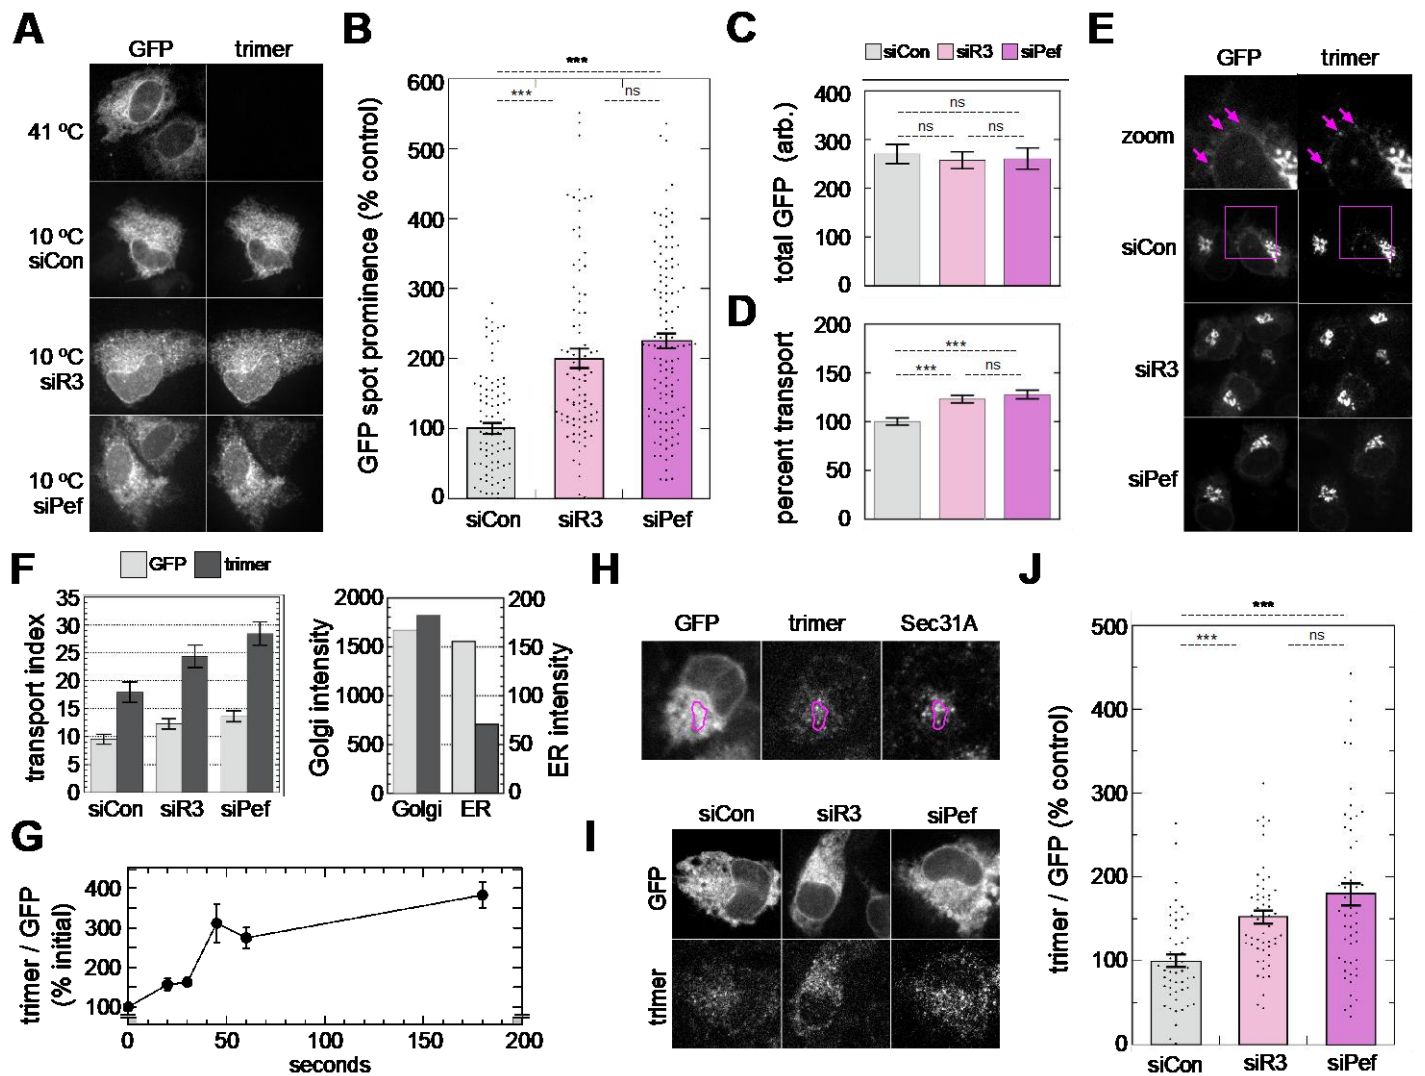 A
GFP trimer
41 ºC
10 ºC
siCon
10 ºC
siR3
10 ºC
siPef
B
GFP spot prominence (% control)
600
500
400
300
200
100
0
***
*** ns
siCon siR3 siPef
C
siCon siR3 siPef
total GFP (arb.)
400
300
200
100
0
ns
ns ns
D
percent transport
200
150
100
50
0
***
*** ns
E
GFP trimer
zoom
siCon
siR3
siPef
F
GFP trimer
transport index
35
30
25
20
15
10
5
0
siCon siR3 siPef
Golgi intensity
2000
1500
1000
500
0
200
150
100
50
0
ER intensity
Golgi ER
G
trimer / GFP
(% initial)
400
300
200
100
0 50 100 150 200
seconds
H
GFP trimer Sec31A
I
siCon siR3 siPef
GFP
trimer
J
trimer / GFP (% control)
500
400
300
200
100
0
***
*** ns
siCon siR3 siPef